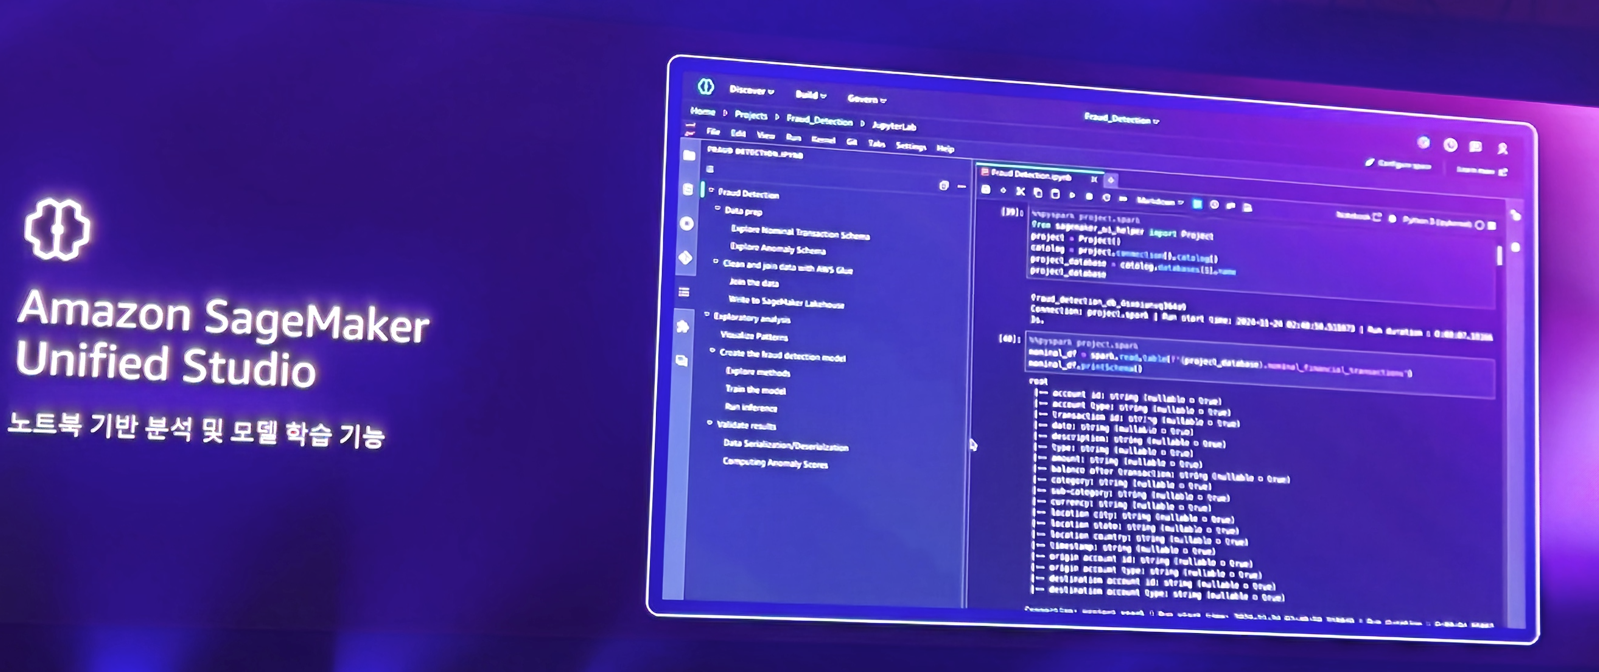 Amazon SageMaker
Unified Studio
노트북 기반 분석 및 모델 학습 기능
Discover Build Govern
Fraud_Detection
Home Projects Fraud_Detection JupyterLab
File Edit View Run Kernel Git Tabs Settings Help
Configure space
FRAUD DETECTION.IPYNB
Fraud Detection
Data prep
Explore Nominal Transaction Schema
Explore Anomaly Schema
Clean and join data with AWS Glue
Join the data
Write to SageMaker Lakehouse
Exploratory analysis
Visualize Patterns
Create the fraud detection model
Explore methods
Train the model
Run inference
Validate results
Data Serialization/Deserialization
Computing Anomaly Scores
Fraud Detection.ipynb
Markdown
Notebook Python 3 (ipykernel)
[39]:
%%pyspark project.spark
from sagemaker_ui_helper import Project
project = Project()
catalog = project.connection().catalog()
project_database = catalog.databases[1].name
project_database
Connection: project.spark | Run start time: 2024-11-24 | Run duration :
3s.
[40]:
%%pyspark project.spark
nominal_df = spark.read.table(f"{project_database}.nominal_financial_transactions")
nominal_df.printSchema()
root
|-- account id: string (nullable = true)
|-- account type: string (nullable = true)
|-- transaction id: string (nullable = true)
|-- date: string (nullable = true)
|-- description: string (nullable = true)
|-- type: string (nullable = true)
|-- amount: string (nullable = true)
|-- balance after transaction: string (nullable = true)
|-- category: string (nullable = true)
|-- sub-category: string (nullable = true)
|-- currency: string (nullable = true)
|-- location city: string (nullable = true)
|-- location state: string (nullable = true)
|-- location country: string (nullable = true)
|-- timestamp: string (nullable = true)
|-- origin account id: string (nullable = true)
|-- origin account type: string (nullable = true)
|-- destination account id: string (nullable = true)
|-- destination account type: string (nullable = true)